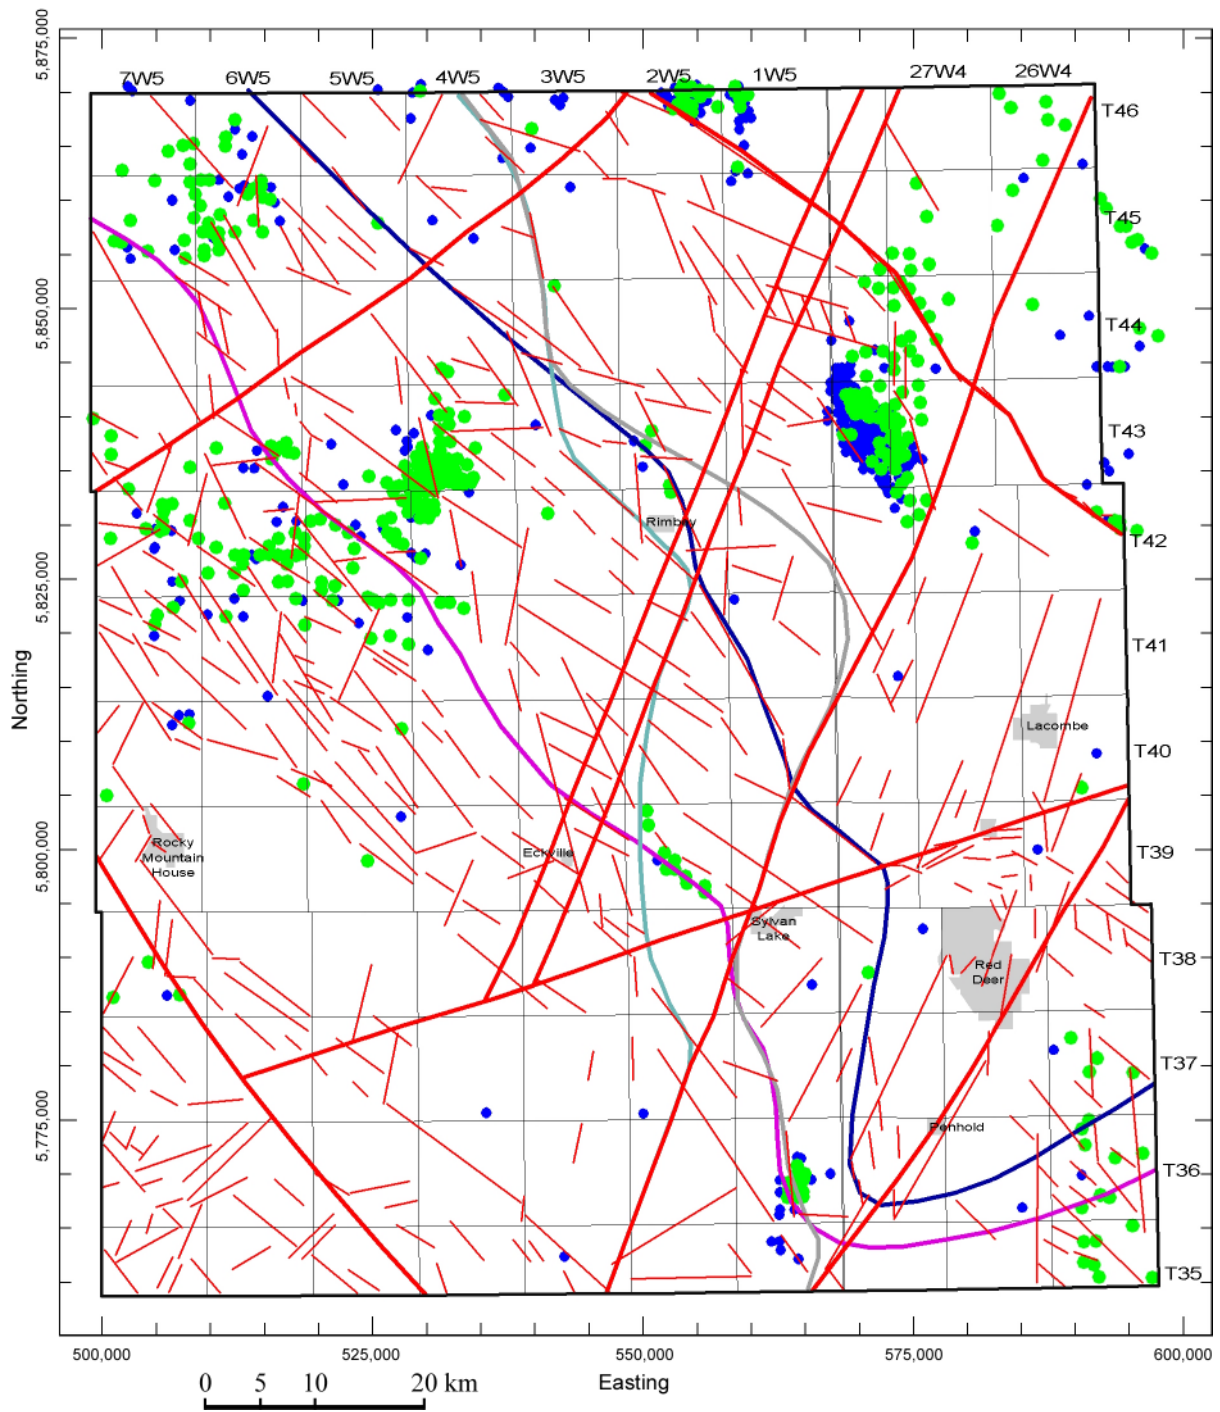 5,875,000
7W5 6W5 5W5 4W5 3W5 2W5 1W5 27W4 26W4
T46
T45
5,850,000
T44
T43
Rimbey
T42
5,825,000
T41
Northing
Lacombe
T40
Rocky
Mountain
House
Eckville
5,800,000
T39
Sylvan
Lake
T38
Red
Deer
T37
5,775,000
Penhold
T36
T35
500,000 525,000 550,000 575,000 600,000
Easting
0 5 10 20 km